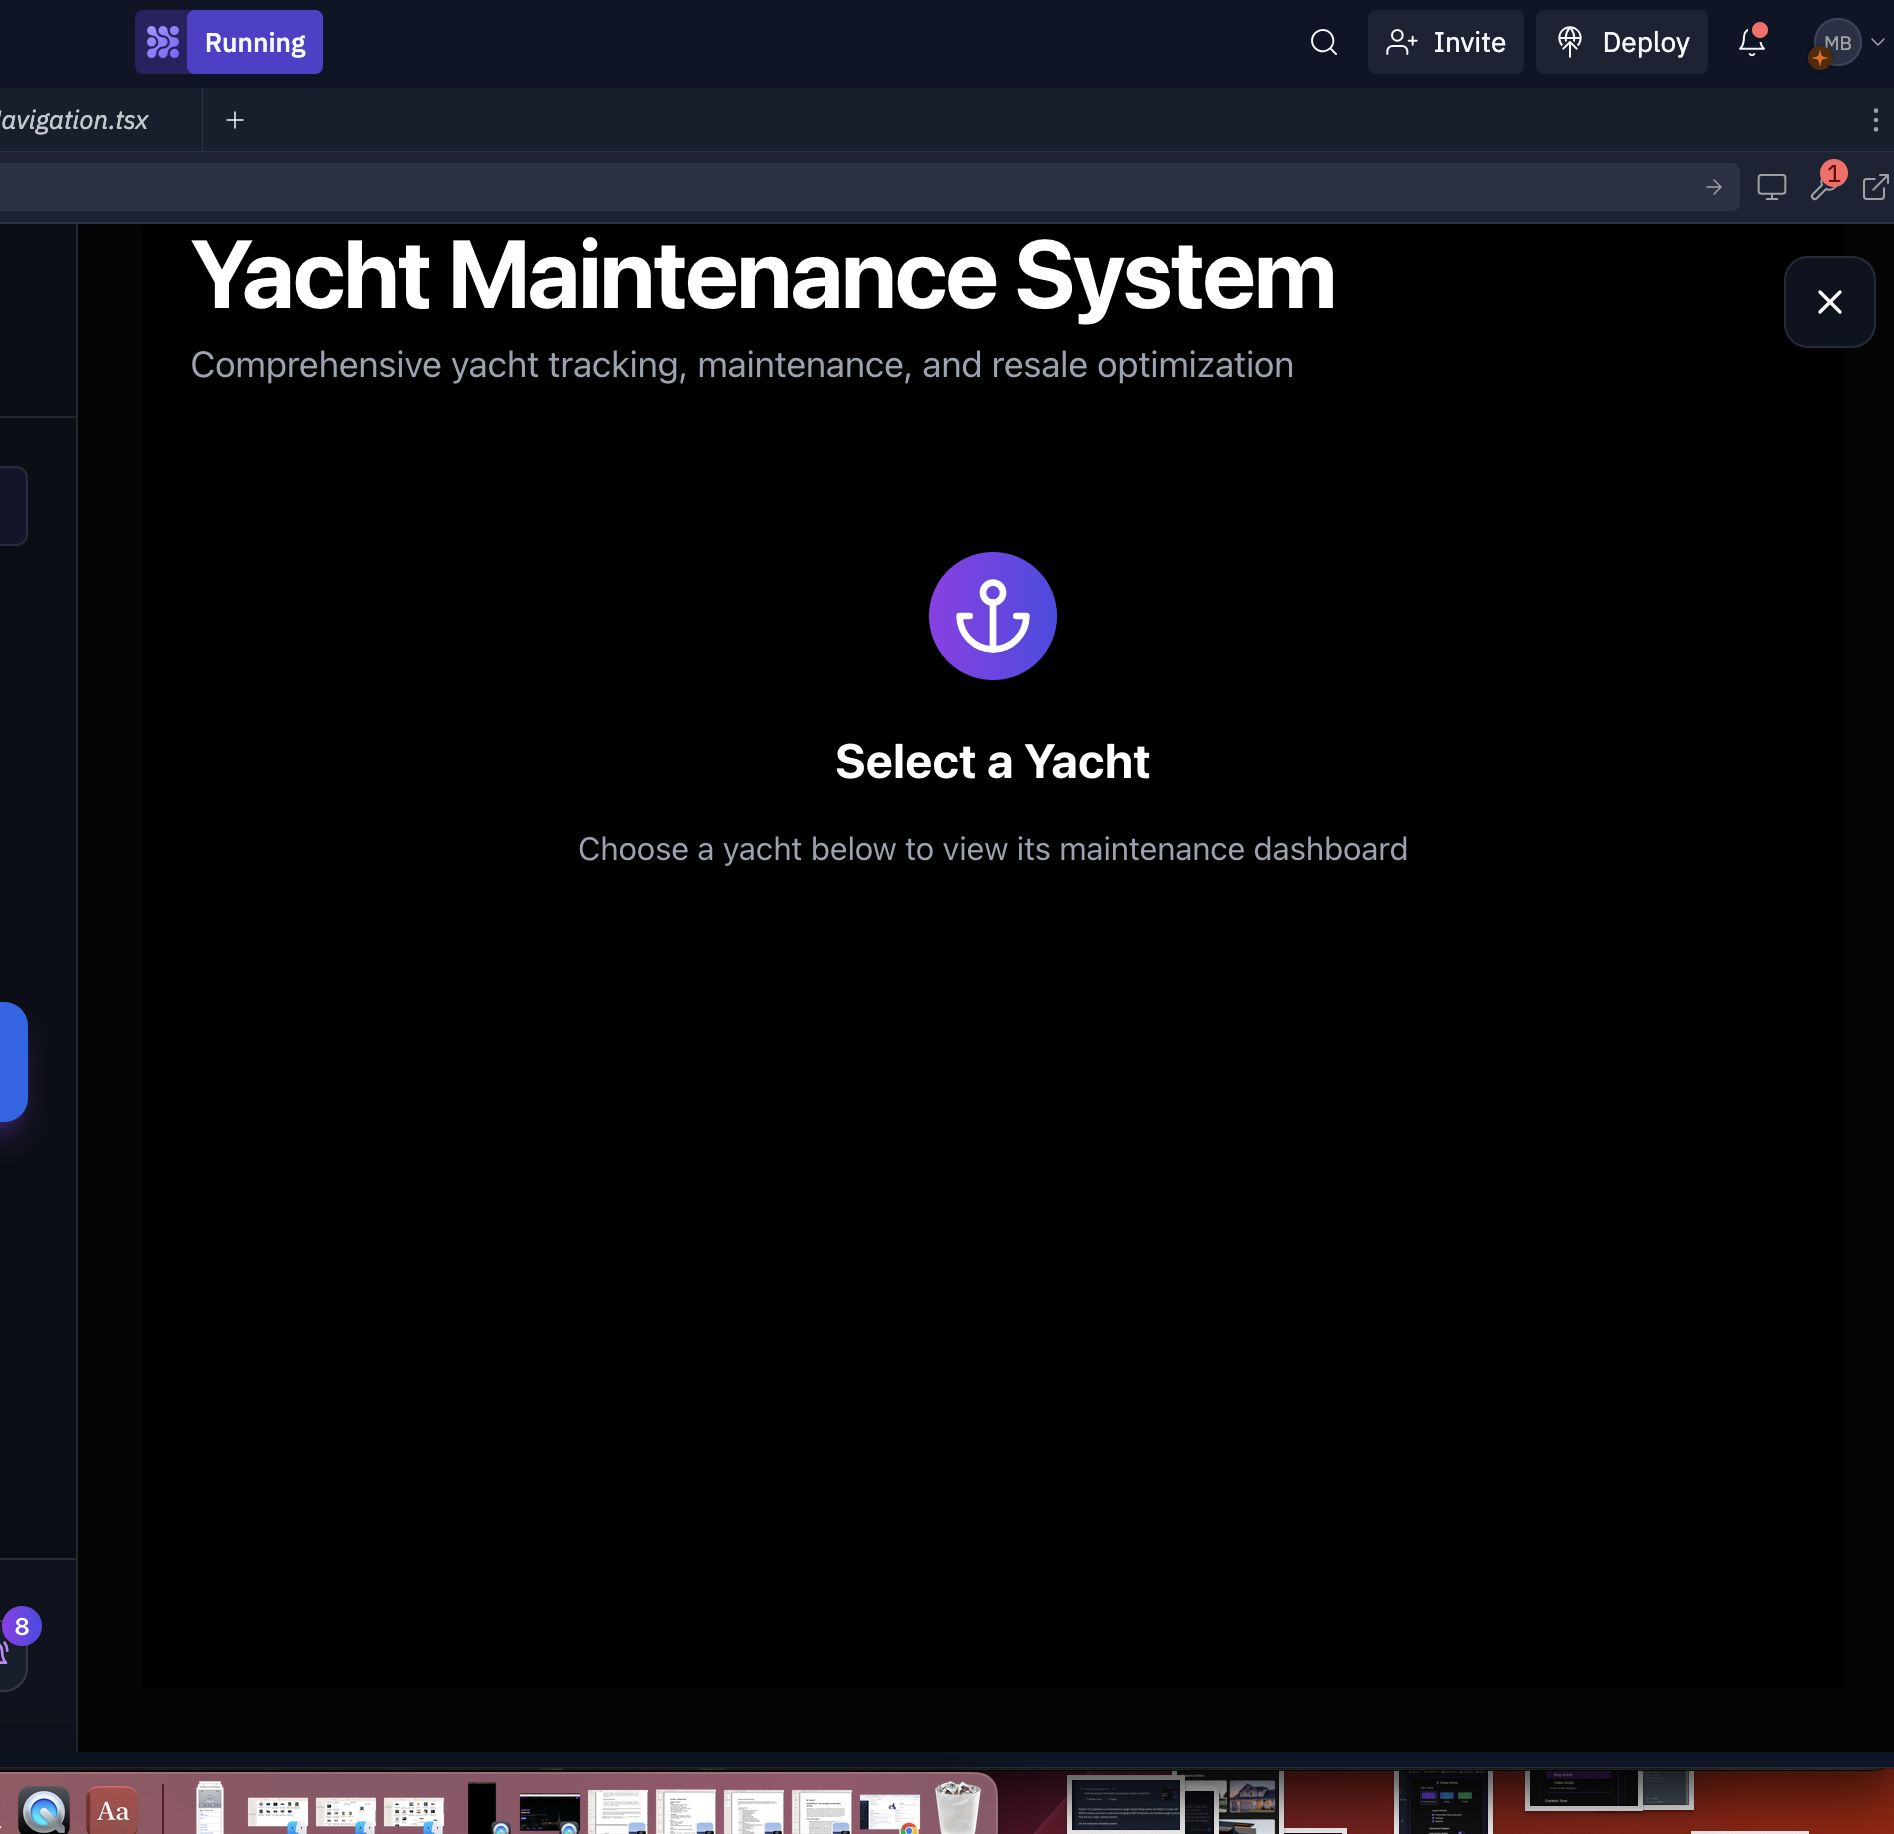 Running
Invite
Deploy
MB
avigation.tsx
1
Yacht Maintenance System
Comprehensive yacht tracking, maintenance, and resale optimization
Select a Yacht
Choose a yacht below to view its maintenance dashboard
8
Aa